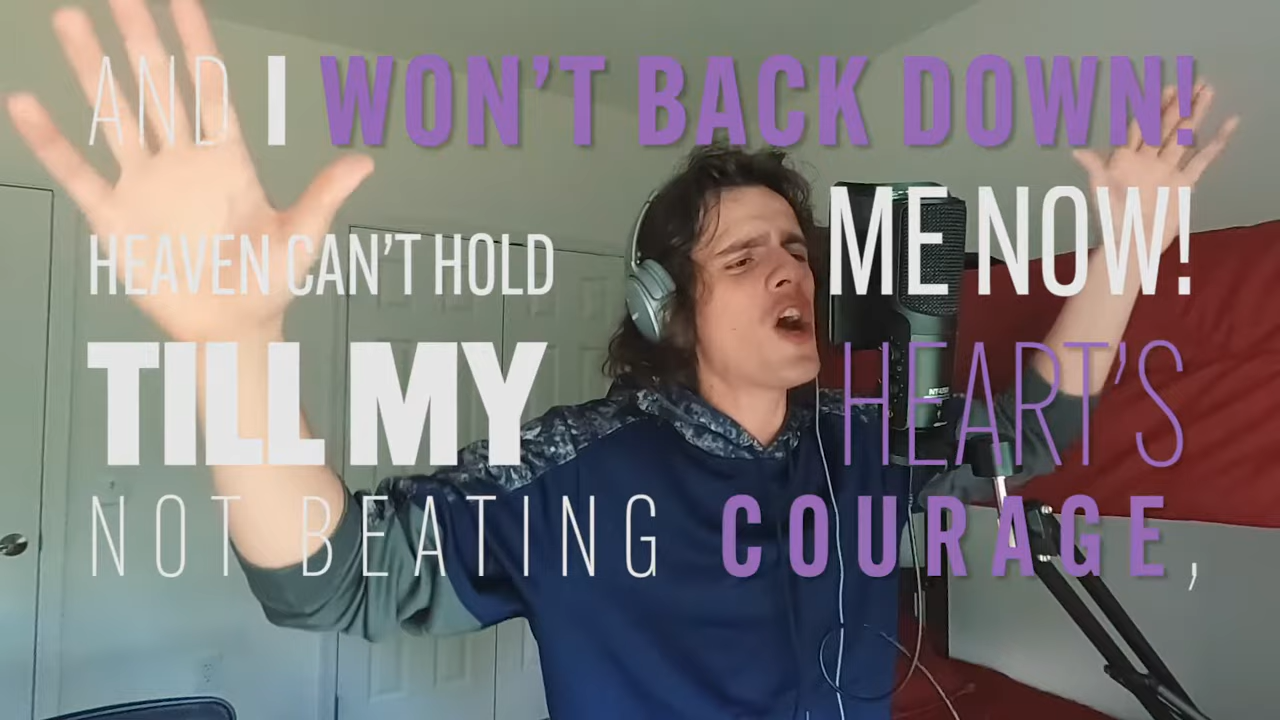 AND I WON'T BACK DOWN!
HEAVEN CAN'T HOLD ME NOW!
TILL MY HEART'S
NOT BEATING COURAGE,